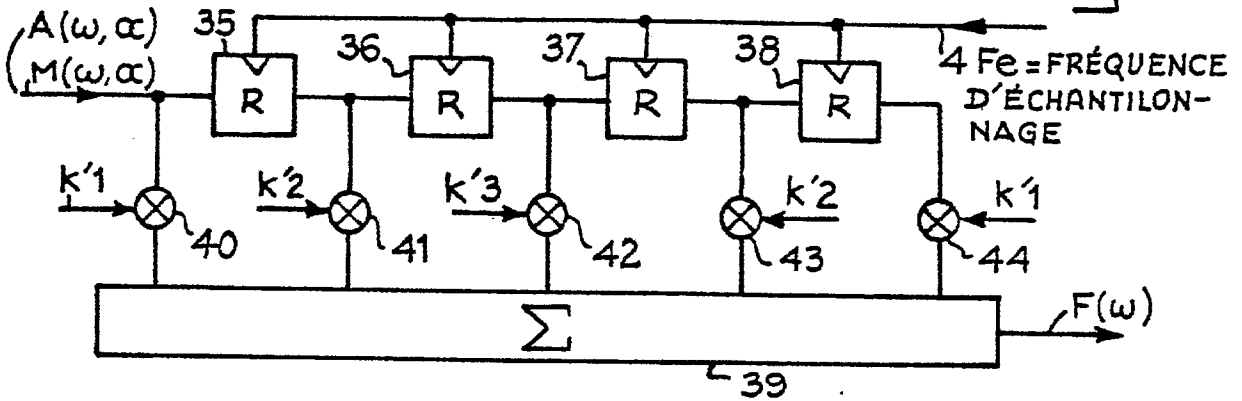 A(ω,α)
M(ω,α)
35
36
37
38
R
R
R
R
4 Fe=FRÉQUENCE
D'ÉCHANTILON-
NAGE
k'1
k'2
k'3
k'2
k'1
40
41
42
43
44
Σ
F(ω)
39